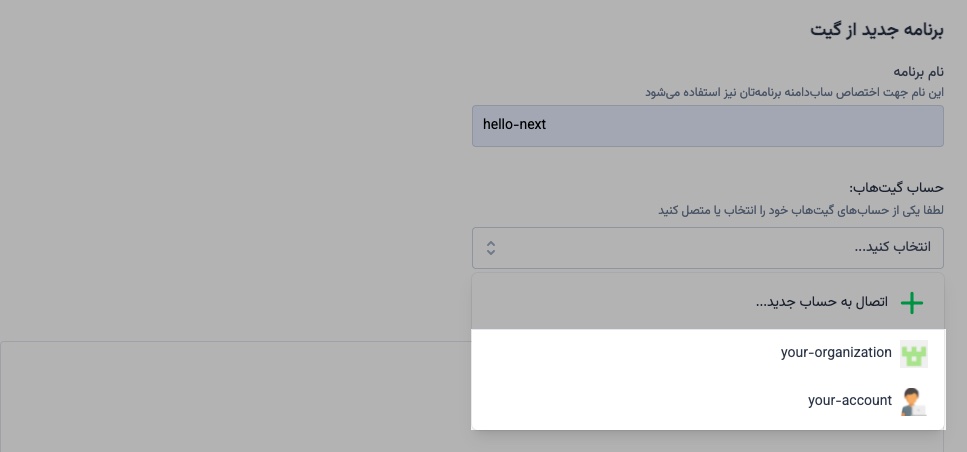 برنامه جدید از گیت
نام برنامه
این نام جهت اختصاص ساب‌دامنه برنامه‌تان نیز استفاده می‌شود
hello-next
حساب گیت‌هاب:
لطفا یکی از حساب‌های گیت‌هاب خود را انتخاب یا متصل کنید
انتخاب کنید...
اتصال به حساب جدید...
your-organization
your-account